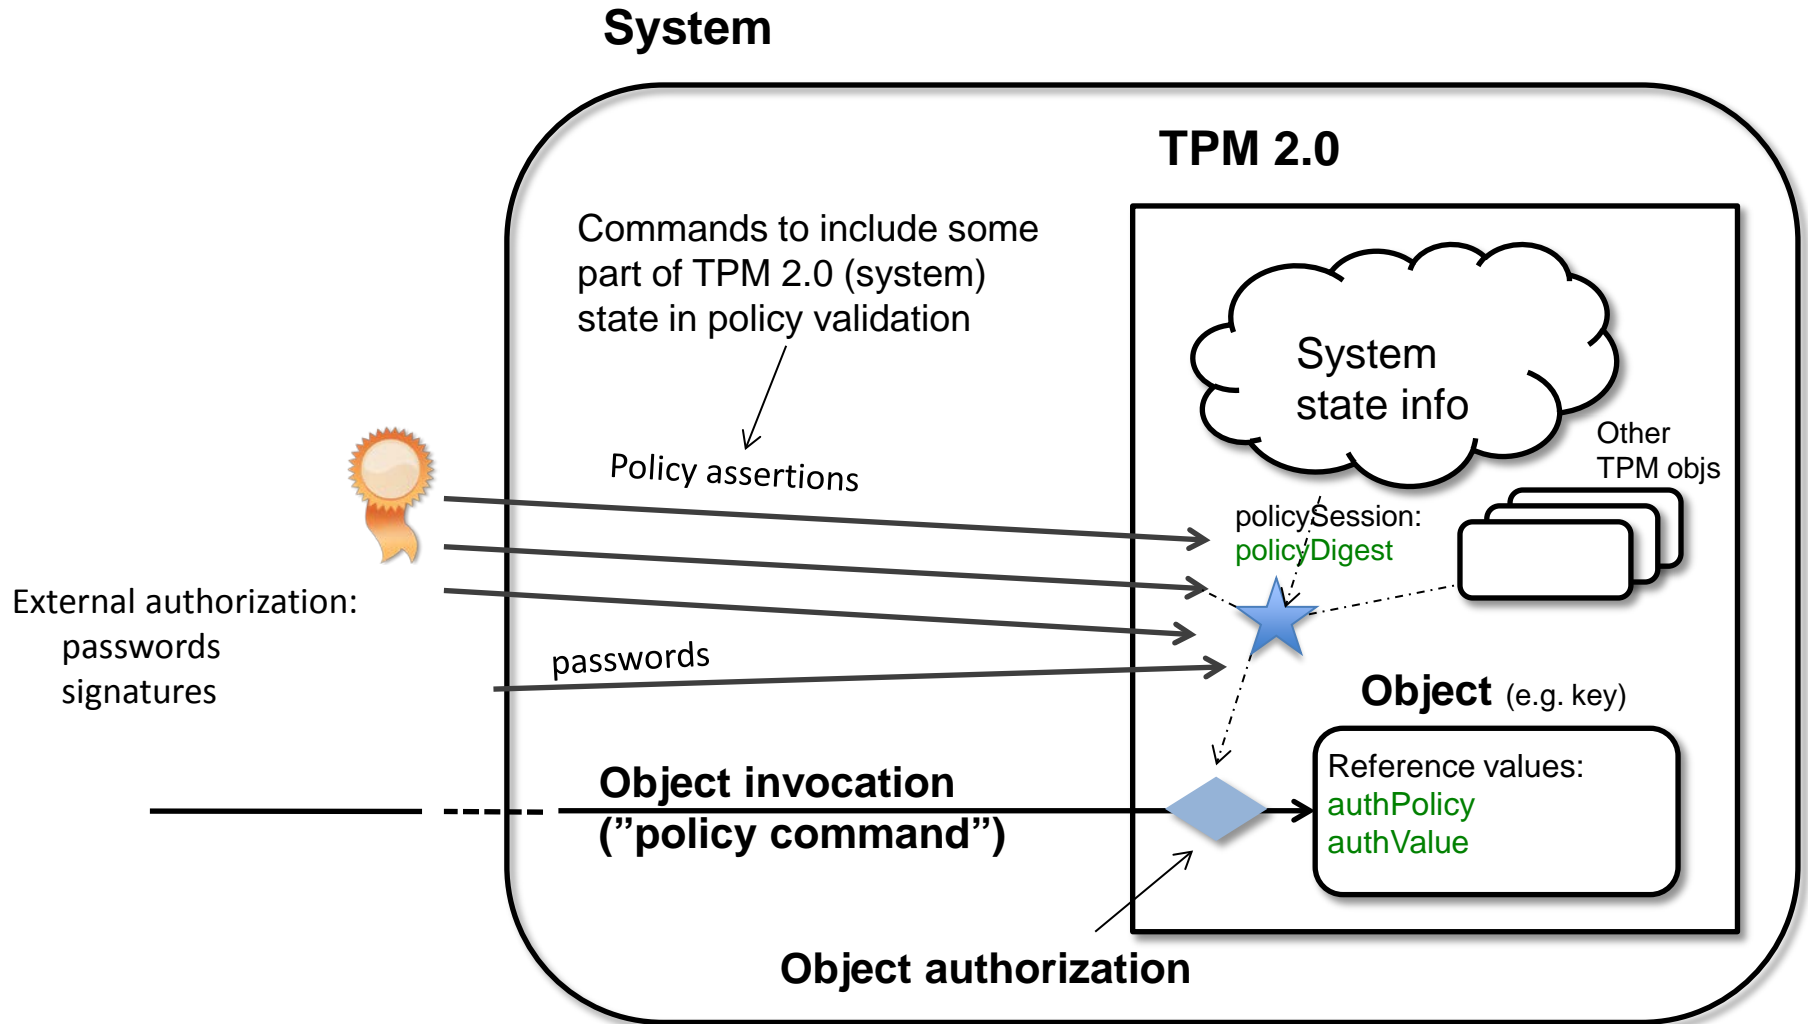 System
TPM 2.0
Commands to include some
part of TPM 2.0 (system)
state in policy validation
System
state info
Other
TPM objs
Policy assertions
policySession:
policyDigest
External authorization:
passwords
signatures
passwords
Object (e.g. key)
Object invocation
(”policy command”)
Reference values:
authPolicy
authValue
Object authorization